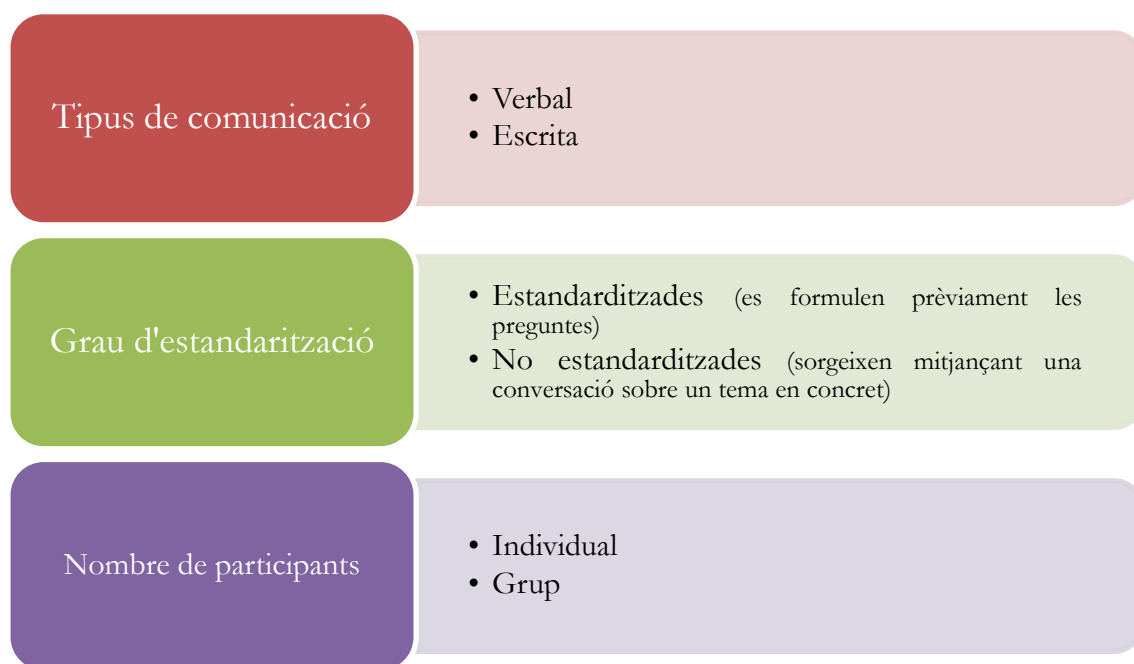 Tipus de comunicació
• Verbal
• Escrita
Grau d'estandarització
• Estandarditzades (es formulen prèviament les
preguntes)
• No estandarditzades (sorgeixen mitjançant una
conversació sobre un tema en concret)
Nombre de participants
• Individual
• Grup